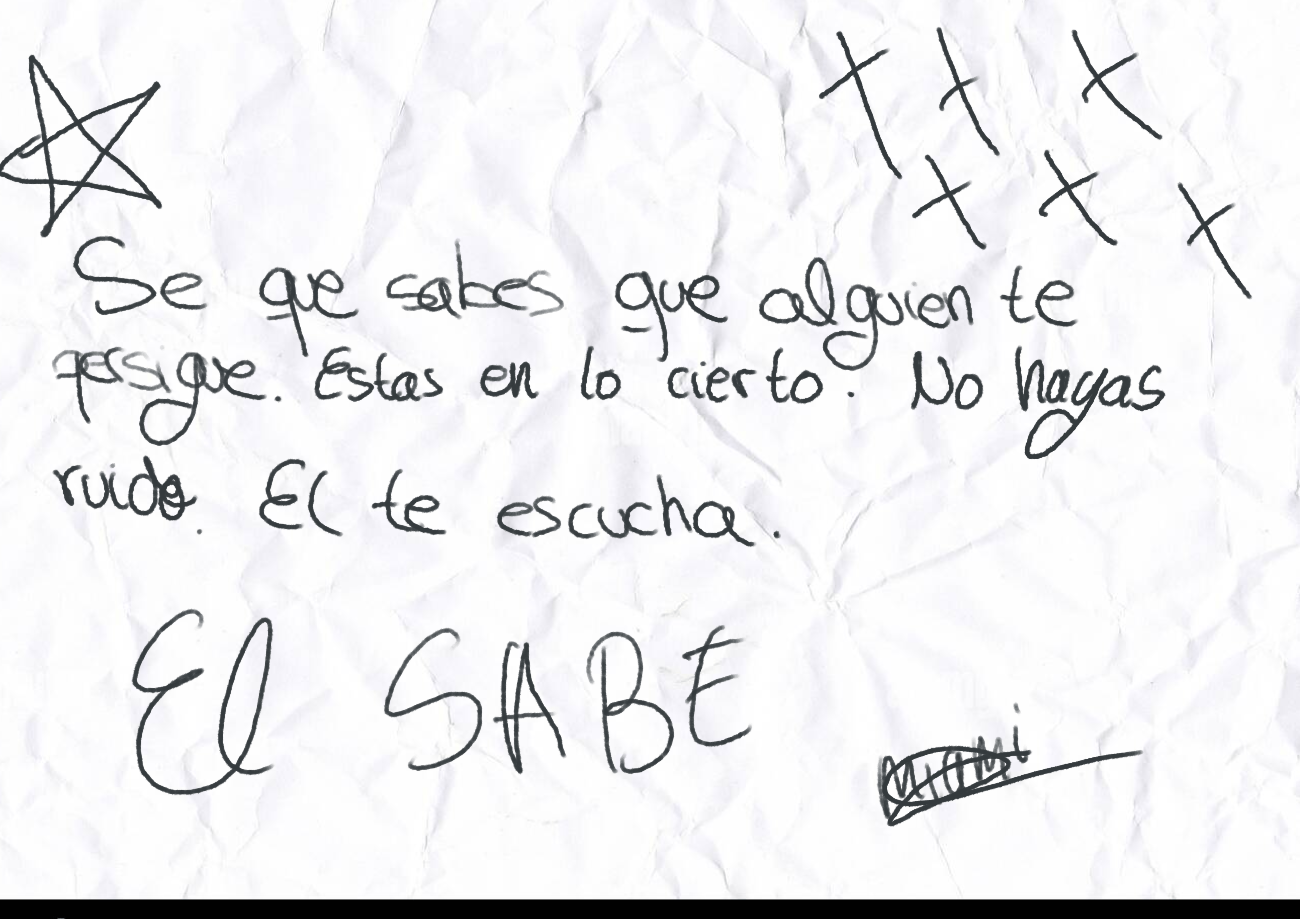 Se que sabes que alguien te
persigue. Estas en lo cierto. No hagas
ruido. El te escucha.
El SABE
Miami